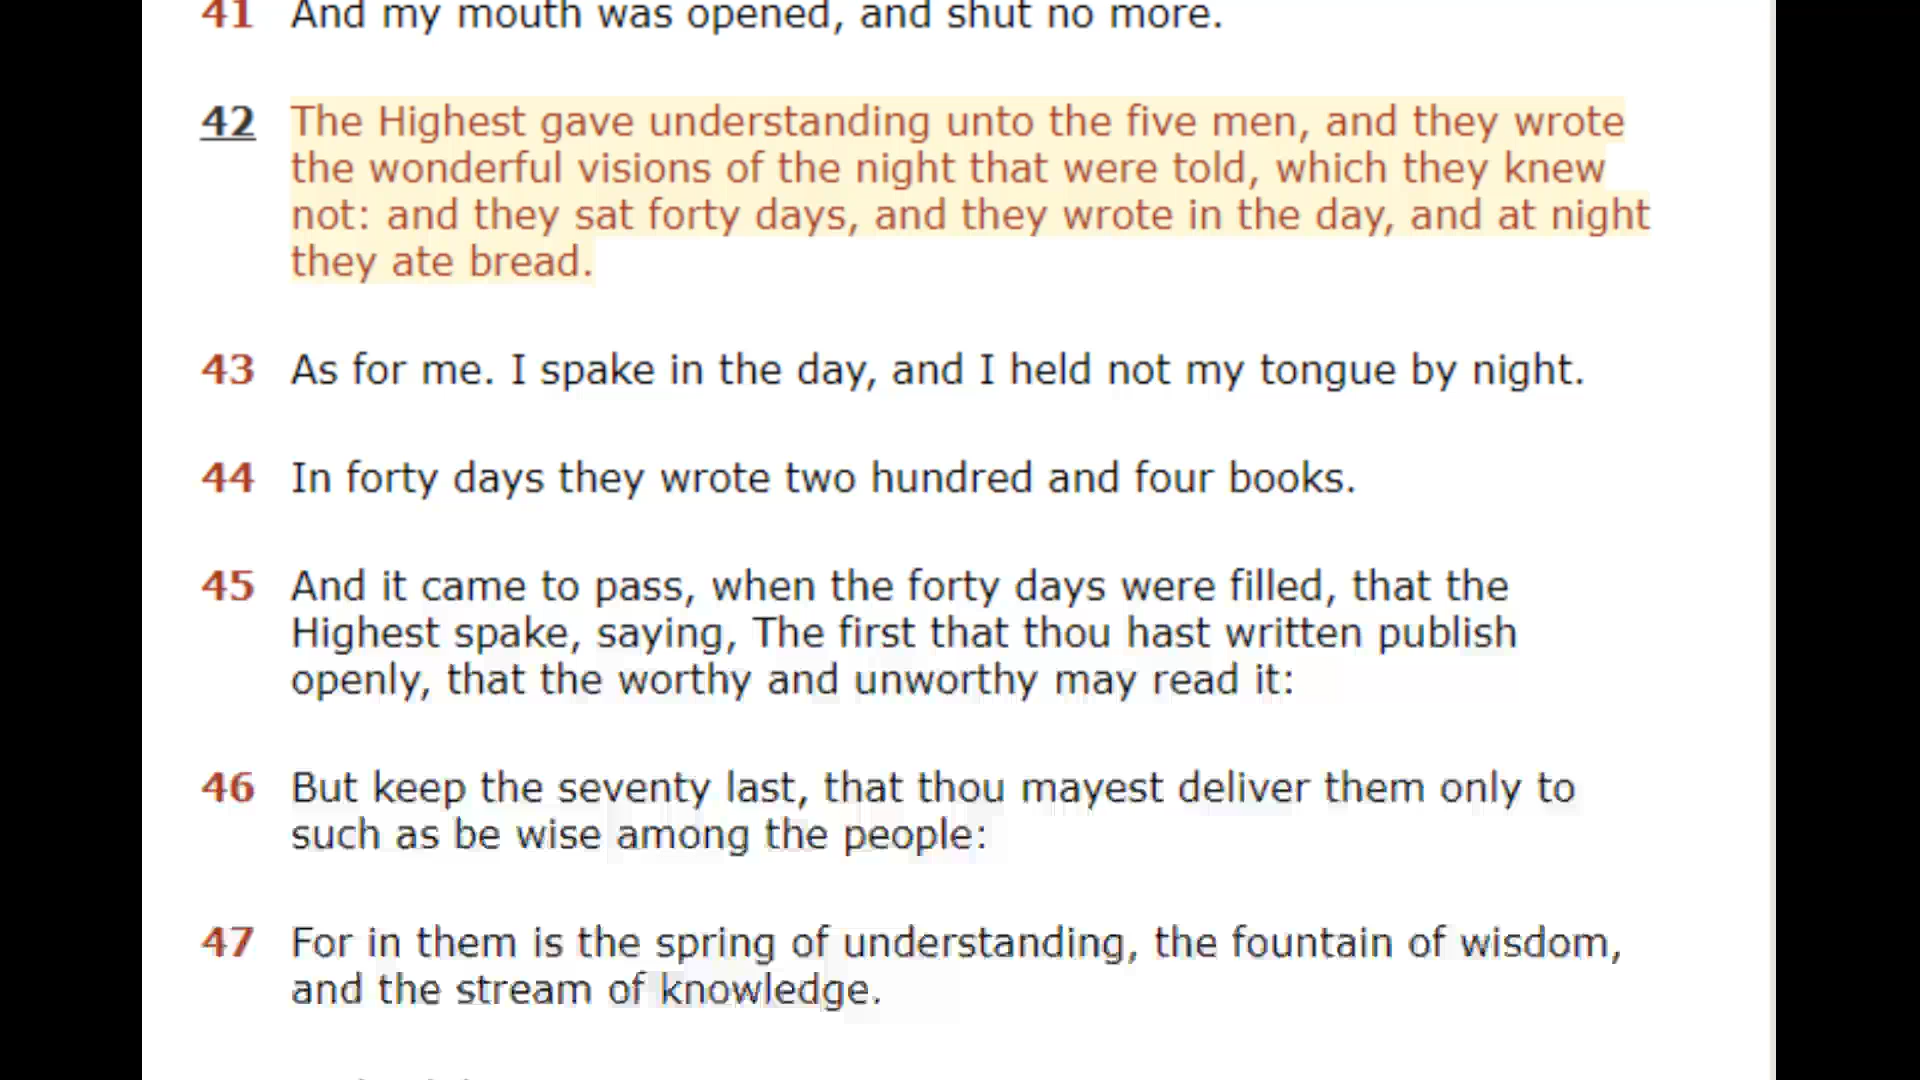 41 And my mouth was opened, and shut no more.
42 The Highest gave understanding unto the five men, and they wrote
the wonderful visions of the night that were told, which they knew
not: and they sat forty days, and they wrote in the day, and at night
they ate bread.
43 As for me. I spake in the day, and I held not my tongue by night.
44 In forty days they wrote two hundred and four books.
45 And it came to pass, when the forty days were filled, that the
Highest spake, saying, The first that thou hast written publish
openly, that the worthy and unworthy may read it:
46 But keep the seventy last, that thou mayest deliver them only to
such as be wise among the people:
47 For in them is the spring of understanding, the fountain of wisdom,
and the stream of knowledge.